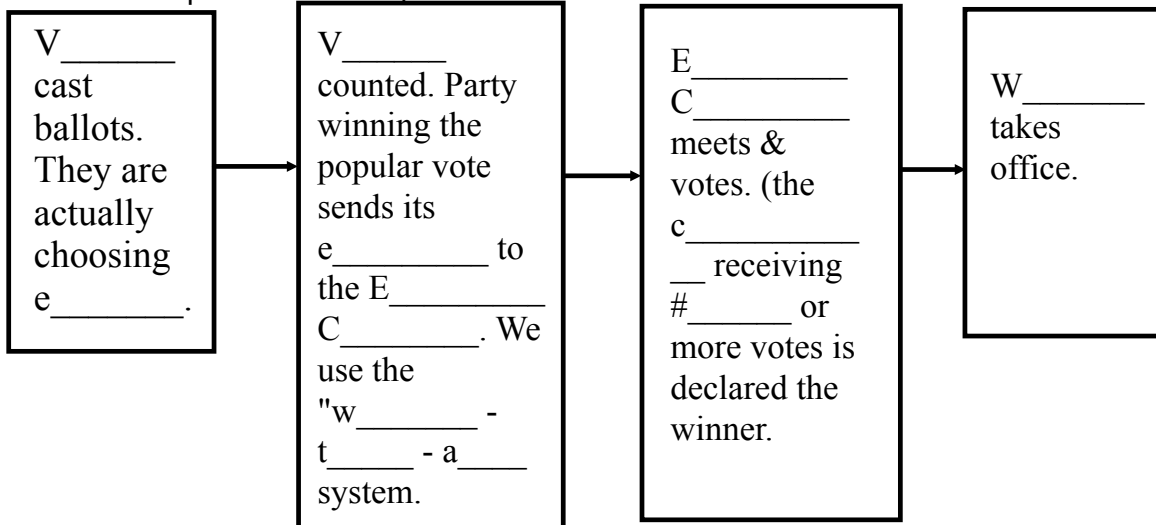 V______
cast
ballots.
They are
actually
choosing
e_______.
V______
counted. Party
winning the
popular vote
sends its
e_________ to
the E_________
C________. We
use the
"w_______ -
t_____ - a____
system.
E_________
C_________
meets &
votes. (the
c__________
__ receiving
#______ or
more votes is
declared the
winner.
W_______
takes
office.